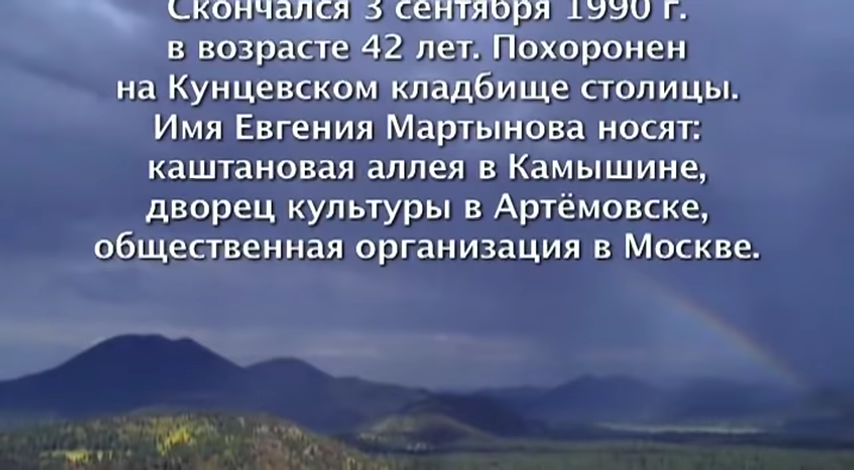 Скончался 3 сентября 1990 г.
в возрасте 42 лет. Похоронен
на Кунцевском кладбище столицы.
Имя Евгения Мартынова носят:
каштановая аллея в Камышине,
дворец культуры в Артёмовске,
общественная организация в Москве.